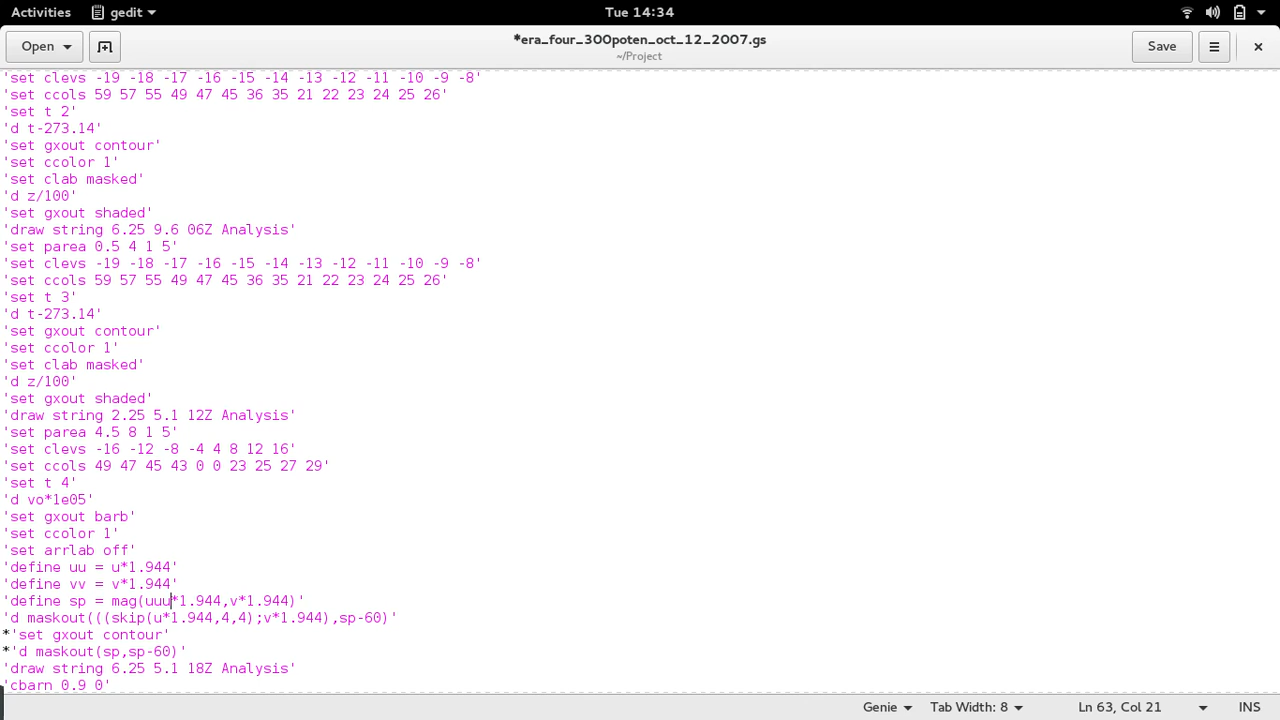 Activities gedit Tue 14:34
Open *era_four_300poten_oct_12_2007.gs Save
~/Project
'set clevs -19 -18 -17 -16 -15 -14 -13 -12 -11 -10 -9 -8'
'set ccols 59 57 55 49 47 45 36 35 21 22 23 24 25 26'
'set t 2'
'd t-273.14'
'set gxout contour'
'set ccolor 1'
'set clab masked'
'd z/100'
'set gxout shaded'
'draw string 6.25 9.6 06Z Analysis'
'set parea 0.5 4 1 5'
'set clevs -19 -18 -17 -16 -15 -14 -13 -12 -11 -10 -9 -8'
'set ccols 59 57 55 49 47 45 36 35 21 22 23 24 25 26'
'set t 3'
'd t-273.14'
'set gxout contour'
'set ccolor 1'
'set clab masked'
'd z/100'
'set gxout shaded'
'draw string 2.25 5.1 12Z Analysis'
'set parea 4.5 8 1 5'
'set clevs -16 -12 -8 -4 4 8 12 16'
'set ccols 49 47 45 43 0 0 23 25 27 29'
'set t 4'
'd vo*1e05'
'set gxout barb'
'set ccolor 1'
'set arrlab off'
'define uu = u*1.944'
'define vv = v*1.944'
'define sp = mag(uuu*1.944,v*1.944)'
'd maskout(((skip(u*1.944,4,4);v*1.944),sp-60)'
*'set gxout contour'
*'d maskout(sp,sp-60)'
'draw string 6.25 5.1 18Z Analysis'
'cbarn 0.9 0'
Genie Tab Width: 8 Ln 63, Col 21 INS